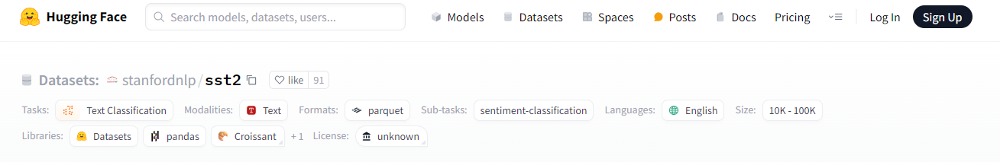 Hugging Face Search models, datasets, users... Models Datasets Spaces Posts Docs Pricing Log In Sign Up
Datasets: stanfordnlp/sst2 like 91
Tasks: Text Classification Modalities: Text Formats: parquet Sub-tasks: sentiment-classification Languages: English Size: 10K - 100K
Libraries: Datasets pandas Croissant + 1 License: unknown